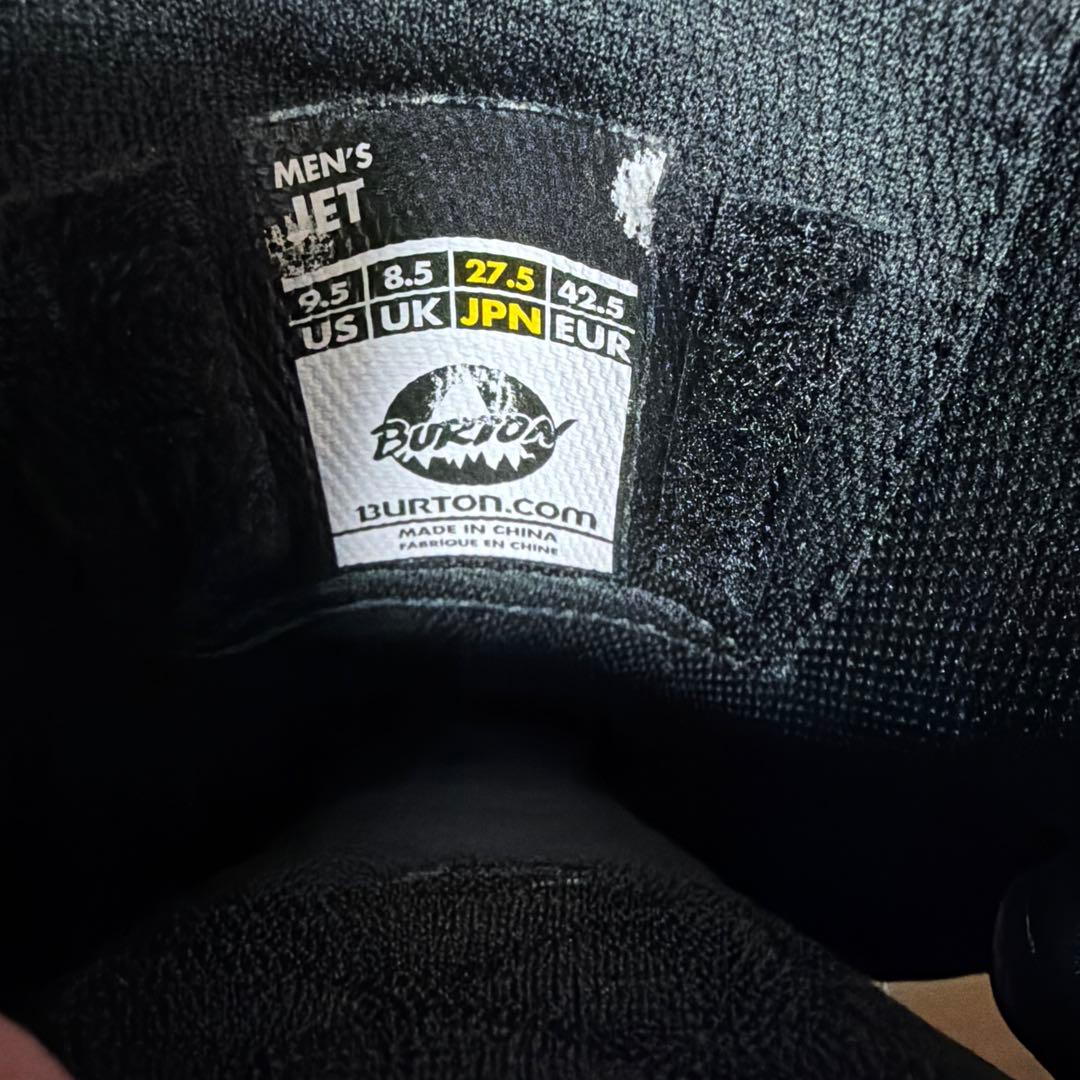 MEN'S
JET
9.5 8.5 27.5 42.5
US UK JPN EUR
BURTON
BURTON.COM
MADE IN CHINA
FABRIQUE EN CHINE